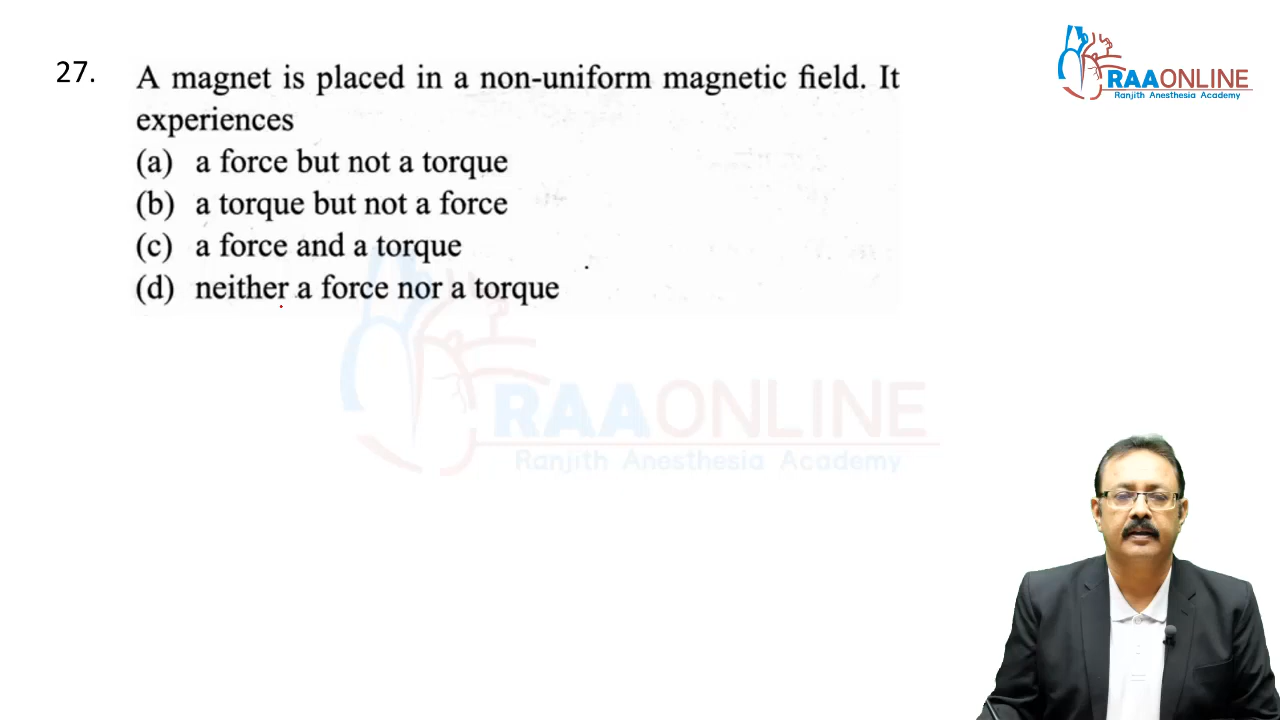 27.
A magnet is placed in a non-uniform magnetic field. It
experiences
(a) a force but not a torque
(b) a torque but not a force
(c) a force and a torque
(d) neither a force nor a torque
RAAONLINE
Ranjith Anesthesia Academy
RAAONLINE
Ranjith Anesthesia Academy